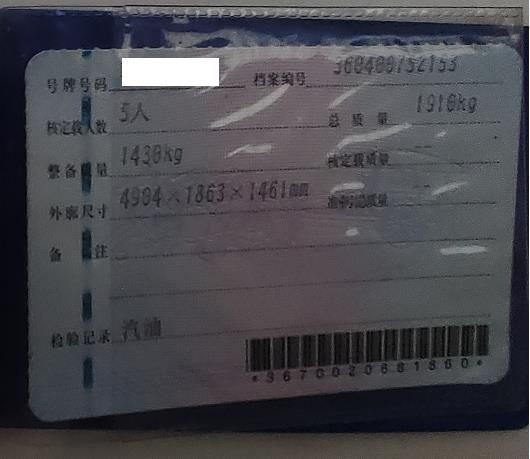 号牌号码 档案编号 360400752153
核定载人数 5人 总质量 1910kg
整备质量 1430kg 核定载质量 --
外廓尺寸 4904×1863×1461mm 准牵引总质量 --
备注
检验记录 汽油
*3670020681860*